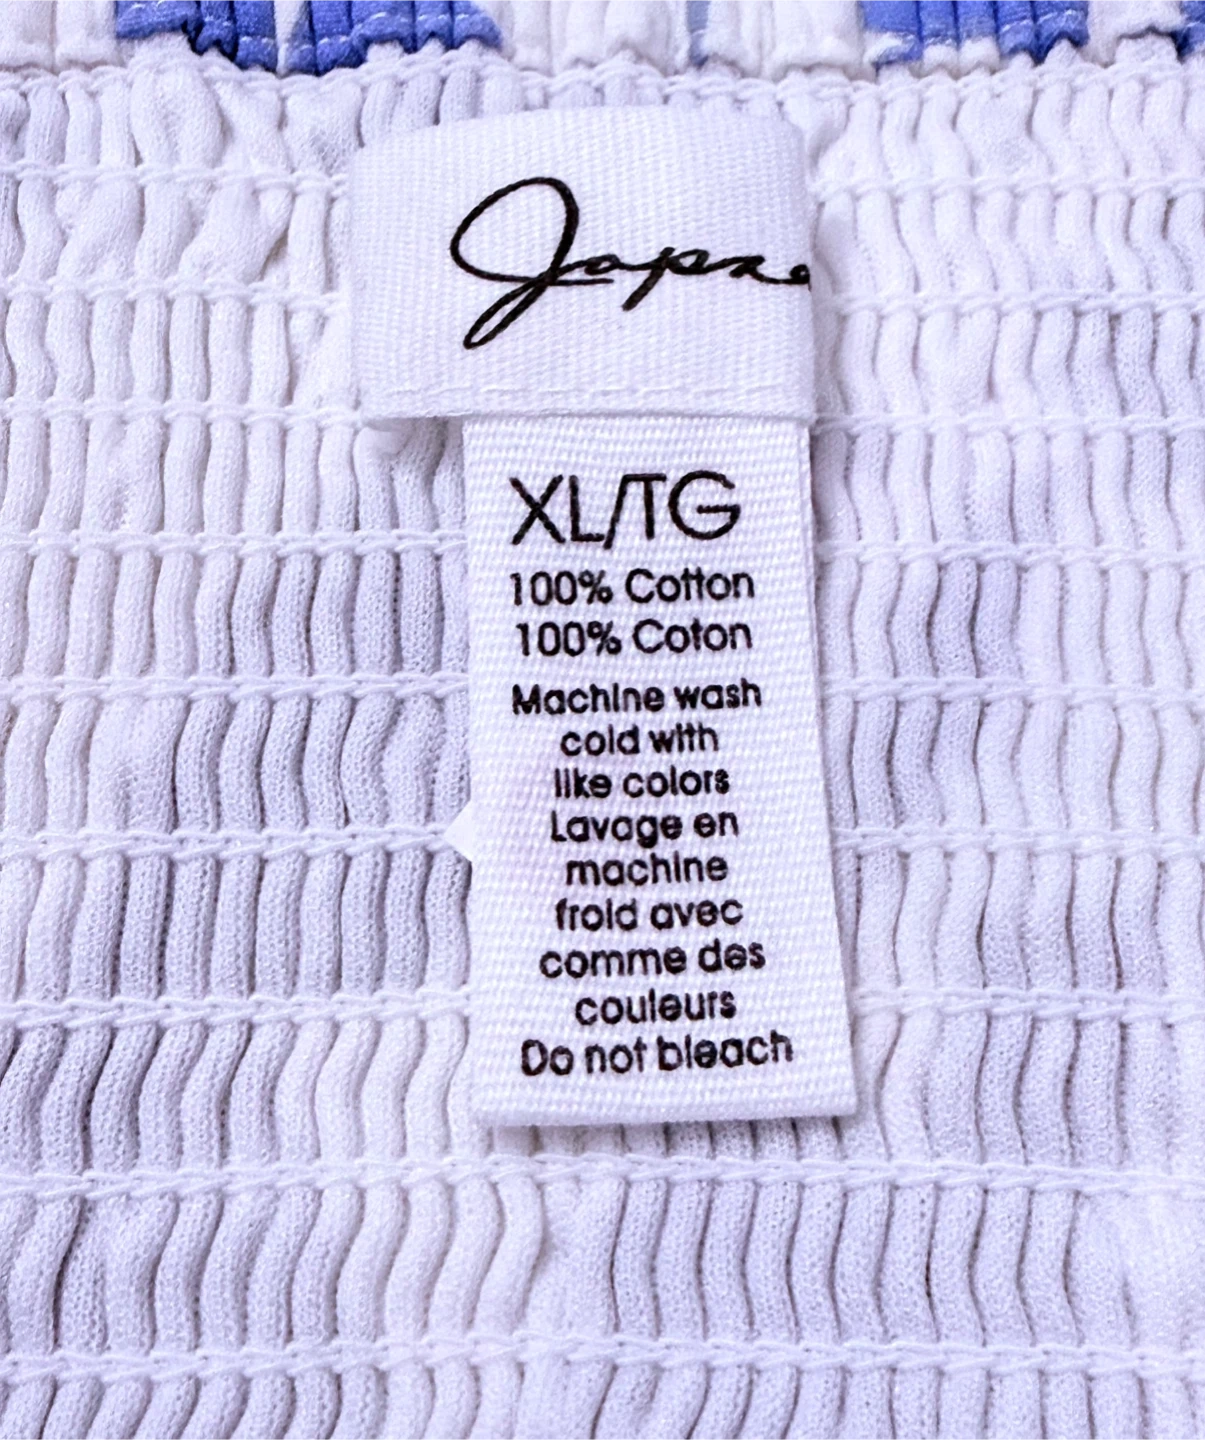 Japna
XL/TG
100% Cotton
100% Coton
Machine wash
cold with
like colors
Lavage en
machine
froid avec
comme des
couleurs
Do not bleach